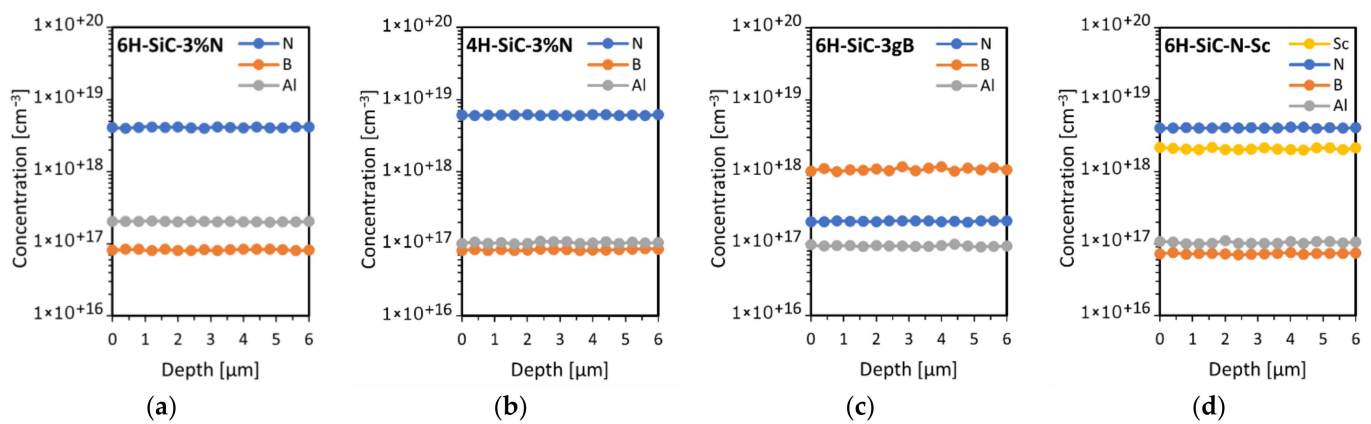 1×10⁺²⁰
1×10⁺¹⁹
1×10⁺¹⁸
1×10⁺¹⁷
1×10⁺¹⁶
Concentration [cm⁻³]
6H-SiC-3%N
N
B
Al
0 1 2 3 4 5 6
Depth [µm]
(a)
1×10⁺²⁰
1×10⁺¹⁹
1×10⁺¹⁸
1×10⁺¹⁷
1×10⁺¹⁶
Concentration [cm⁻³]
4H-SiC-3%N
N
B
Al
0 1 2 3 4 5 6
Depth [µm]
(b)
1×10⁺²⁰
1×10⁺¹⁹
1×10⁺¹⁸
1×10⁺¹⁷
1×10⁺¹⁶
Concentration [cm⁻³]
6H-SiC-3gB
N
B
Al
0 1 2 3 4 5 6
Depth [µm]
(c)
1×10⁺²⁰
1×10⁺¹⁹
1×10⁺¹⁸
1×10⁺¹⁷
1×10⁺¹⁶
Concentration [cm⁻³]
6H-SiC-N-Sc
Sc
N
B
Al
0 1 2 3 4 5 6
Depth [µm]
(d)